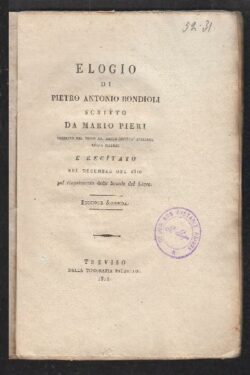 32-31
ELOGIO
DI
PIETRO ANTONIO BONDIOLI
SCRITTO
DA MARIO PIERI
E RECITATO
NEL DECEMBRE DEL 1810
pel riaprimento delle Scuole del Liceo.
EDIZIONE SECONDA.
TREVISO
DALLA TIPOGRAFIA